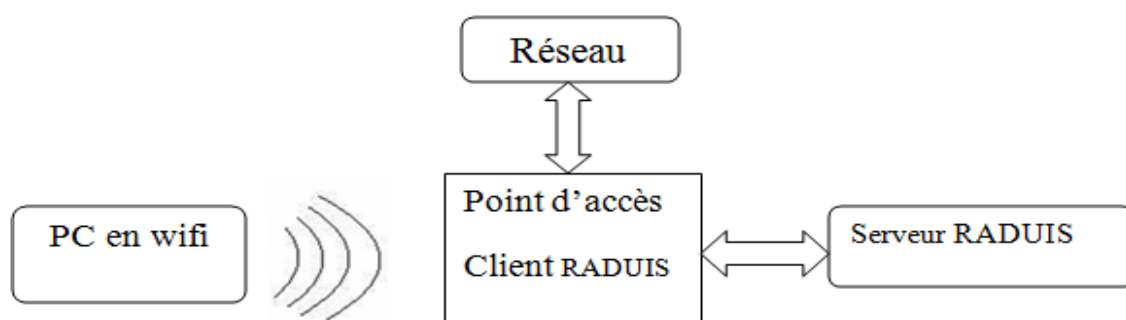 Réseau
PC en wifi
Point d'accès
Client RADUIS
Serveur RADUIS